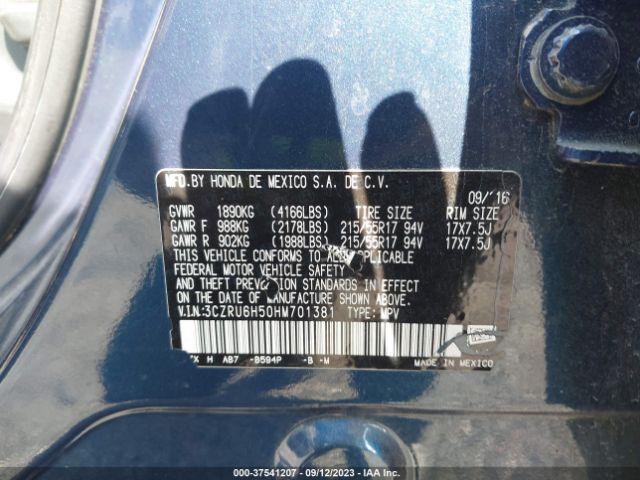 MFD.BY HONDA DE MEXICO S.A. DE C.V.
09/'16
GVWR 1890KG (4166LBS) TIRE SIZE RIM SIZE
GAWR F 988KG (2178LBS) 215/55R17 94V 17X7.5J
GAWR R 902KG (1988LBS) 215/55R17 94V 17X7.5J
THIS VEHICLE CONFORMS TO ALL APPLICABLE
FEDERAL MOTOR VEHICLE SAFETY
AND THEFT PREVENTION STANDARDS IN EFFECT
ON THE DATE OF MANUFACTURE SHOWN ABOVE.
V.IN:3CZRU6H50HM701381 TYPE: MPV
H AB7 -B594P -B -M MADE IN MEXICO
000-37541207 - 09/12/2023 - IAA Inc.